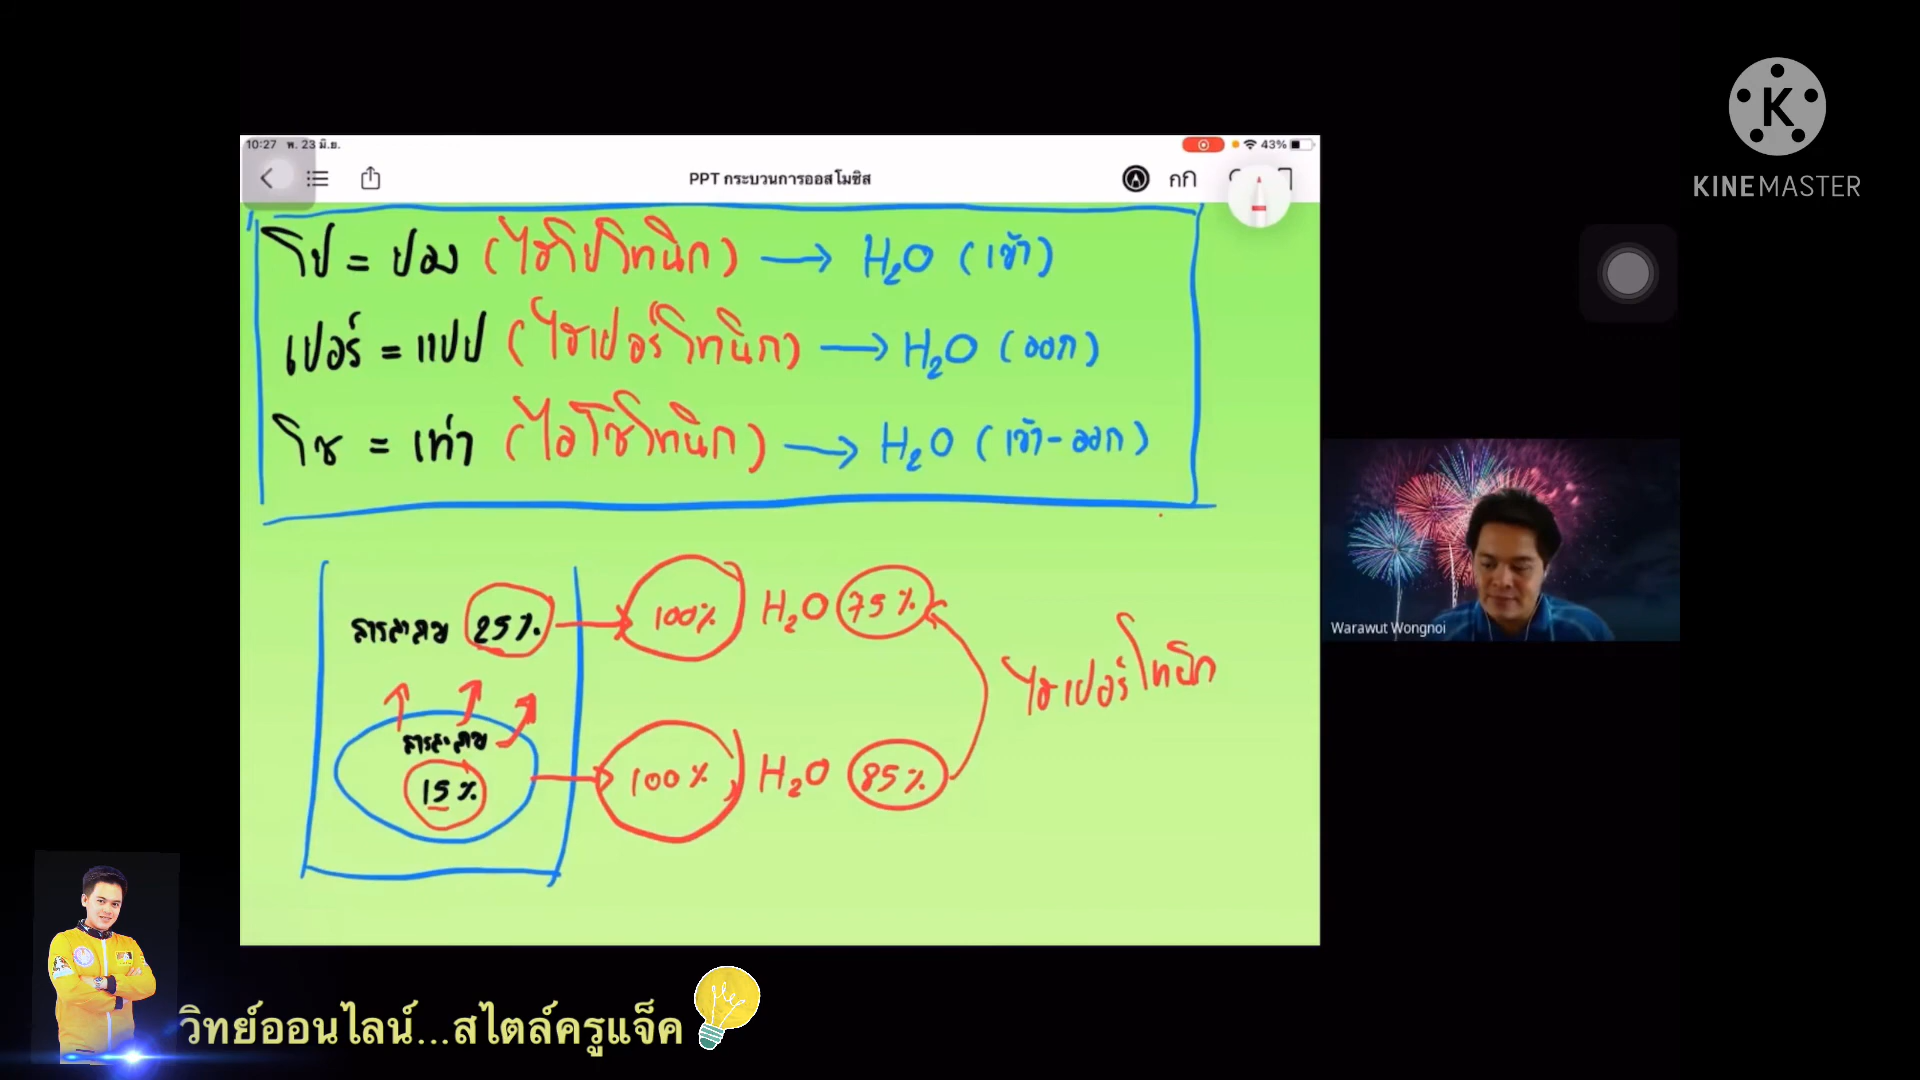 10:27 พ. 23 มิ.ย.
43%
PPT กระบวนการออสโมซิส
กก
K
KINEMASTER
โป = ปอง (ไฮโปโทนิก) → H₂O (เข้า)
เปอร์ = แปป (ไฮเปอร์โทนิก) → H₂O (ออก)
โซ = เท่า (ไอโซโทนิก) → H₂O (เข้า-ออก)
สารละลาย 25% → 100% H₂O 75%
ไฮเปอร์โทนิก
สารละลาย
15% → 100% H₂O 85%
Warawut Wongnoi
วิทย์ออนไลน์...สไตล์ครูแจ็ค